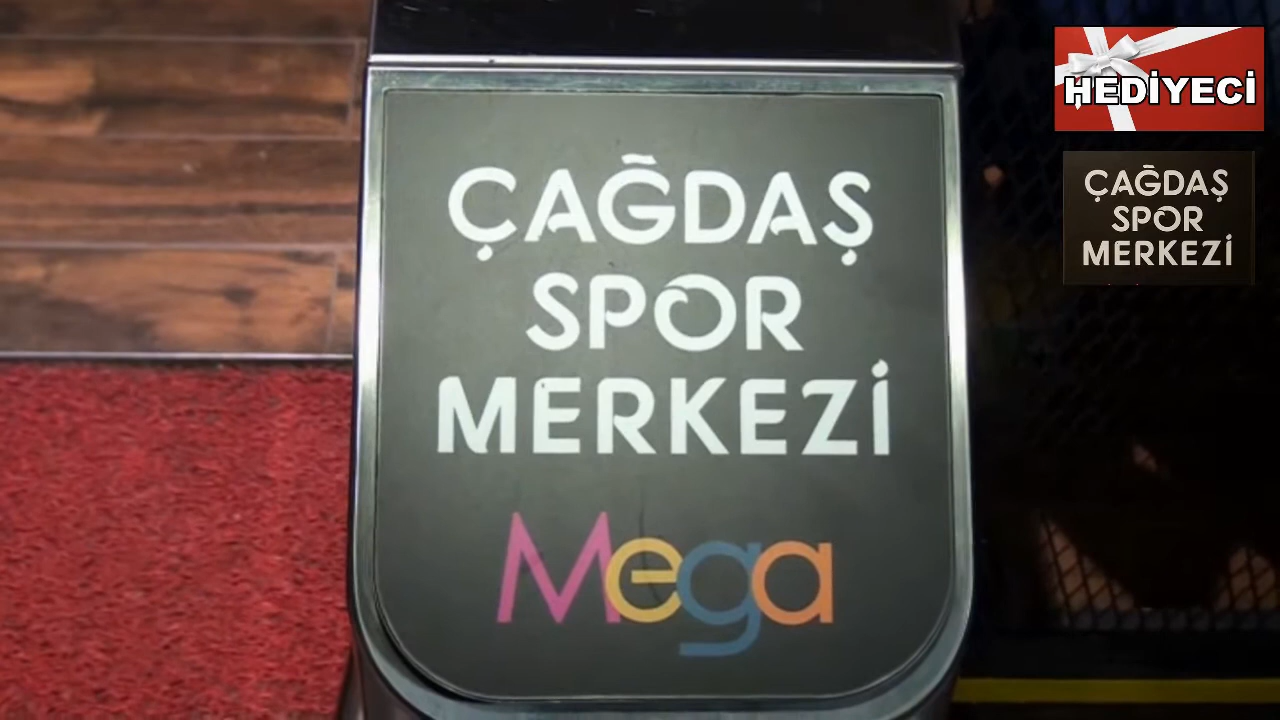 ÇAĞDAŞ
SPOR
MERKEZİ
Mega
HEDİYECİ
ÇAĞDAŞ
SPOR
MERKEZİ